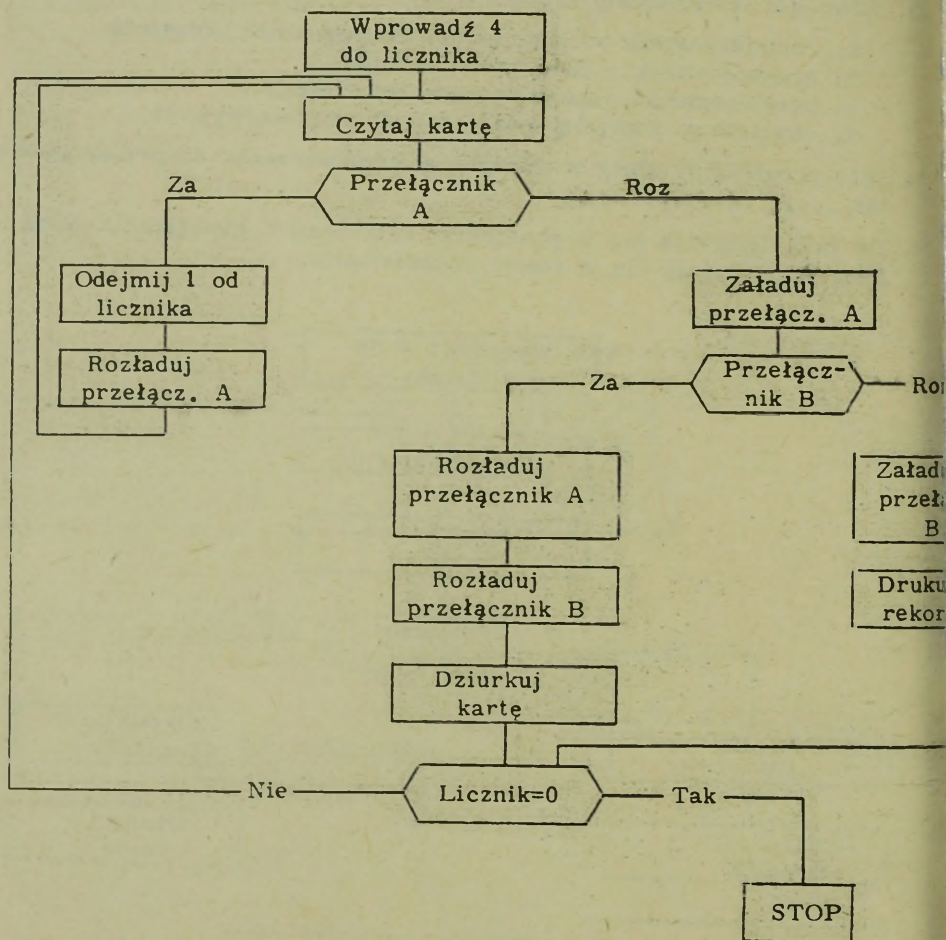 Wprowadź 4
do licznika
Czytaj kartę
Przełącznik
A
Za
Roz
Odejmij 1 od
licznika
Załaduj
przełącz. A
Rozładuj
przełącz. A
Przełącz-
nik B
Za
Rozładuj
przełącznik A
Rozładuj
przełącznik B
Dziurkuj
kartę
B
Licznik=0
Nie
Tak
STOP